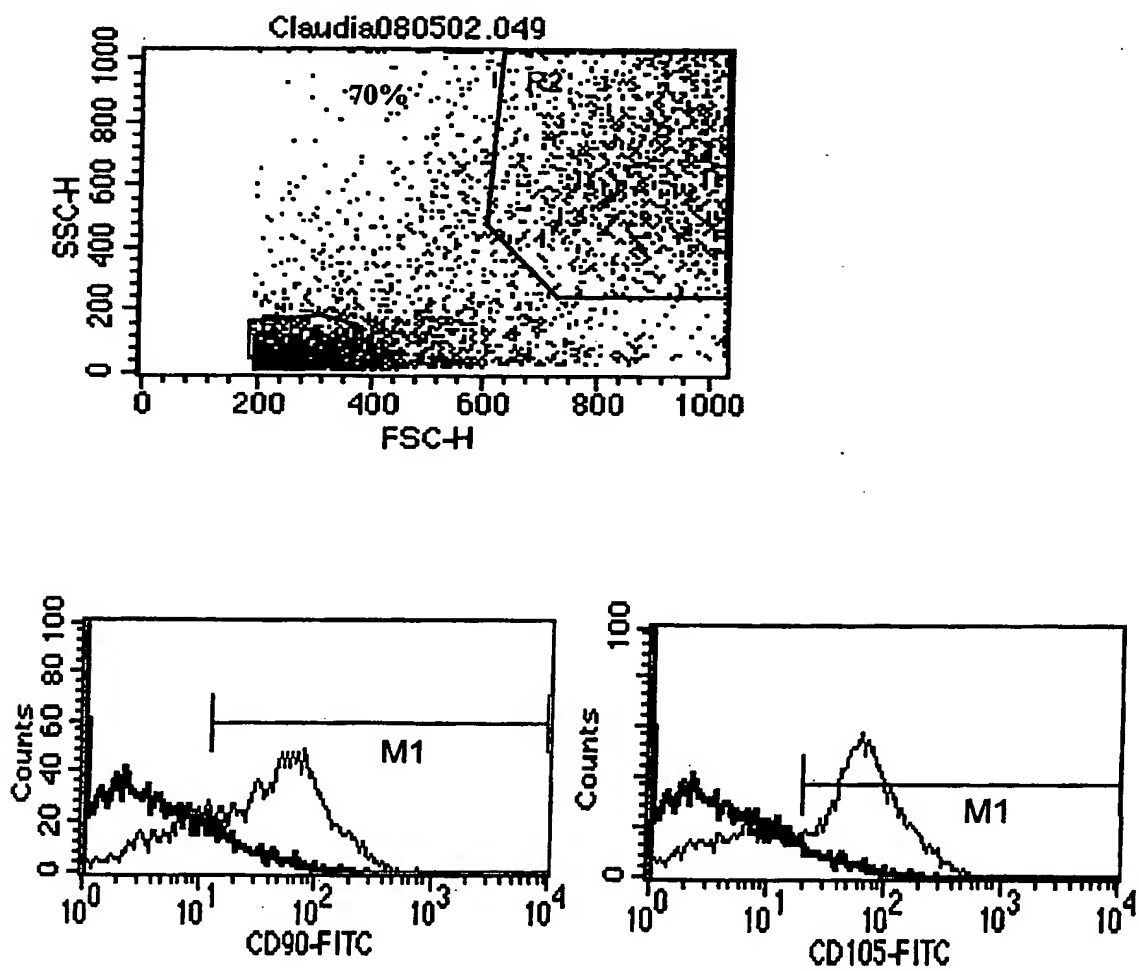 Claudia080502.049
70%
R2
SSC-H
1000
800
600
400
200
0
0 200 400 600 800 1000
FSC-H
Counts
100
80
60
40
20
0
M1
10^0 10^1 10^2 10^3 10^4
CD90-FITC
Counts
100
0
M1
10^0 10^1 10^2 10^3 10^4
CD105-FITC